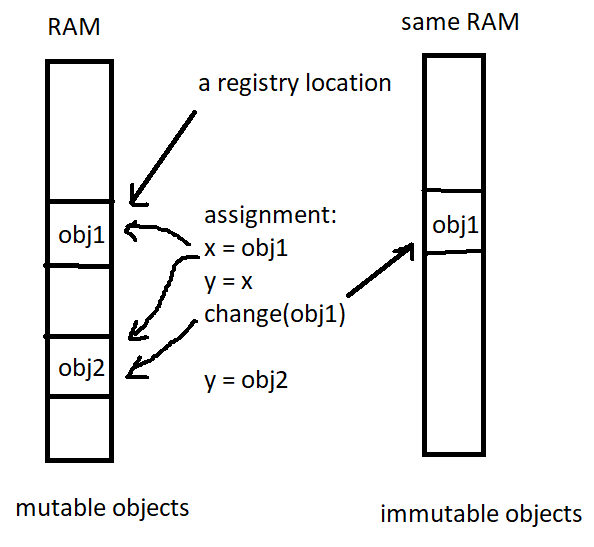 RAM
same RAM
a registry location
obj1
assignment:
x = obj1
y = x
change(obj1)
obj1
obj2
y = obj2
mutable objects
immutable objects